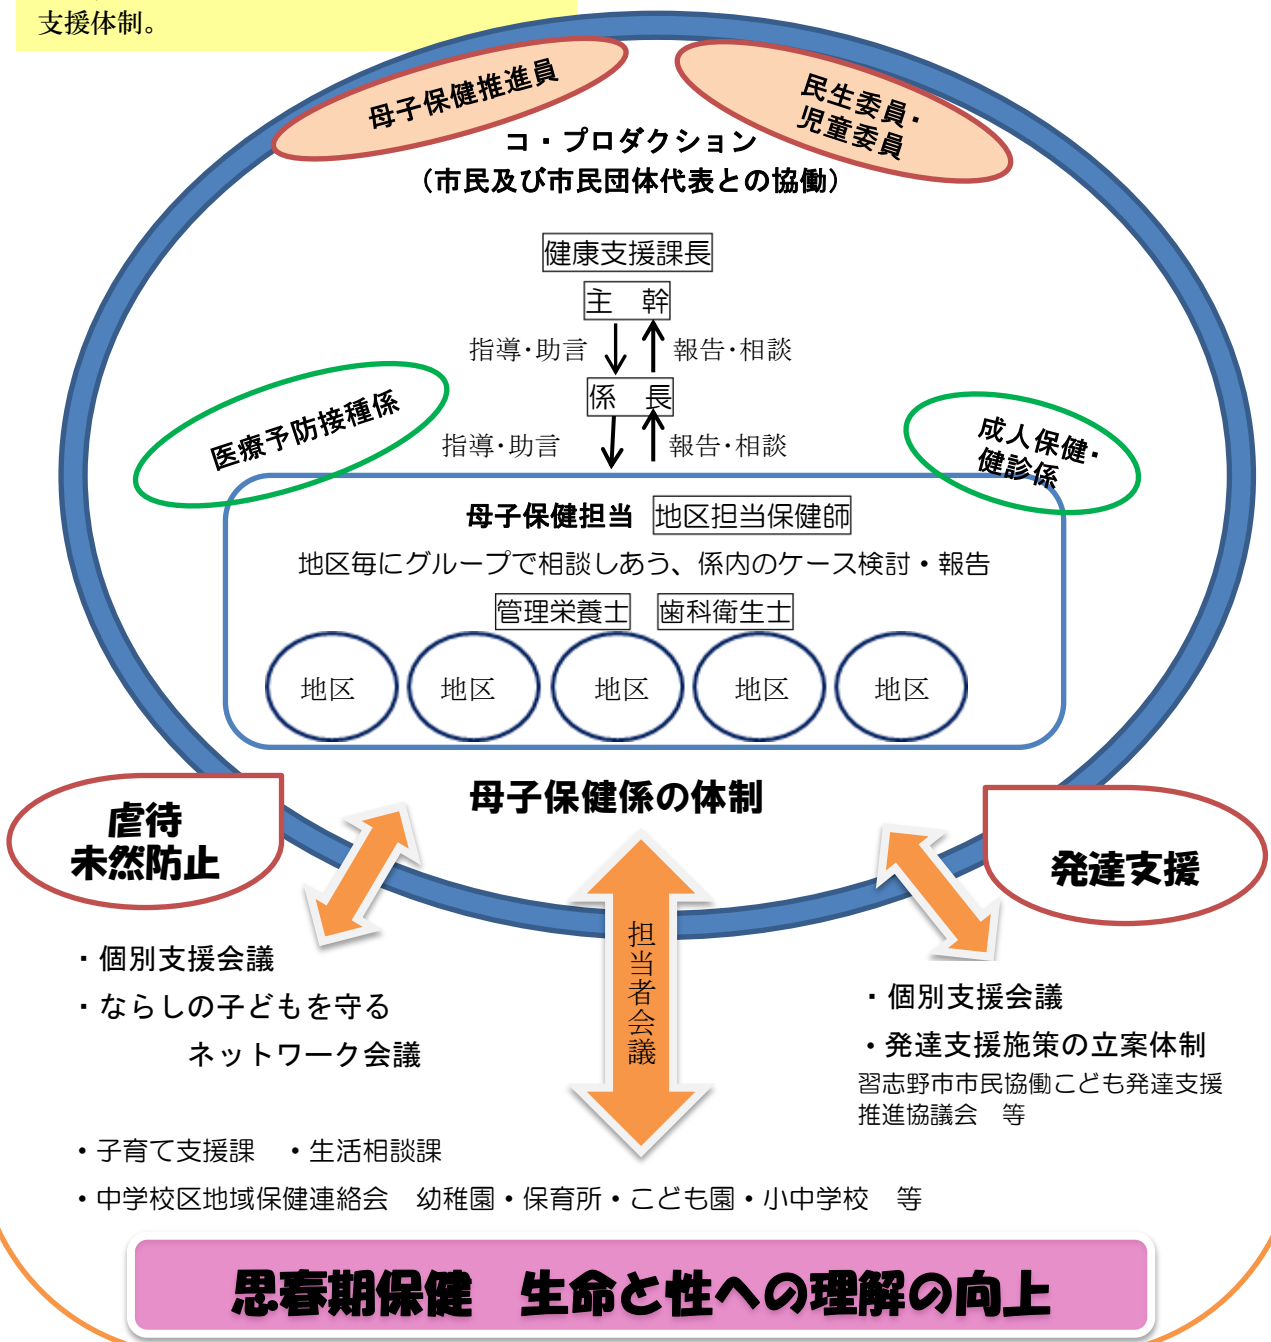 支援体制。
母子保健推進員
民生委員・
児童委員
コ・プロダクション
（市民及び市民団体代表との協働）
健康支援課長
主　幹
指導・助言
報告・相談
係　長
医療予防接種係
成人保健・
健診係
指導・助言
報告・相談
母子保健担当 地区担当保健師
地区毎にグループで相談しあう、係内のケース検討・報告
管理栄養士 歯科衛生士
地区 地区 地区 地区 地区
母子保健係の体制
虐待
未然防止
発達支援
担当者会議
・個別支援会議
・ならしの子どもを守る
ネットワーク会議
・個別支援会議
・発達支援施策の立案体制
習志野市市民協働こども発達支援
推進協議会　等
・子育て支援課　・生活相談課
・中学校区地域保健連絡会　幼稚園・保育所・こども園・小中学校　等
思春期保健　生命と性への理解の向上